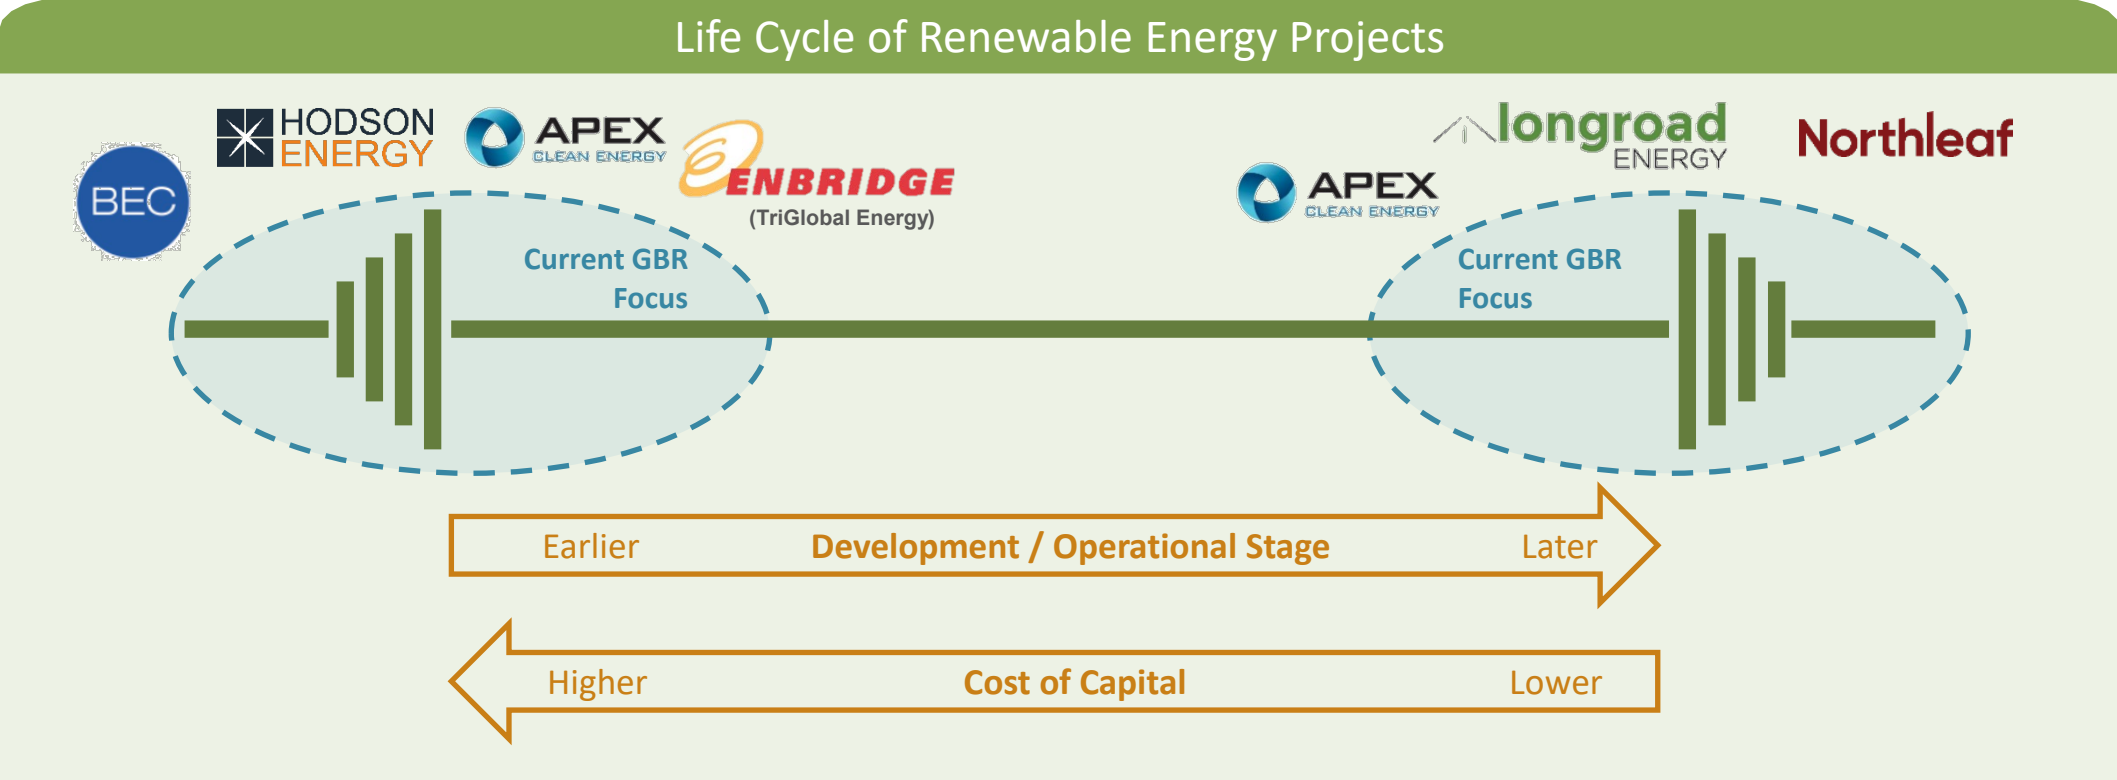 Life Cycle of Renewable Energy Projects
BEC
HODSON
ENERGY
APEX
CLEAN ENERGY
ENBRIDGE
(TriGlobal Energy)
APEX
CLEAN ENERGY
longroad
ENERGY
Northleaf
Current GBR
Focus
Current GBR
Focus
Earlier Development / Operational Stage Later
Higher Cost of Capital Lower